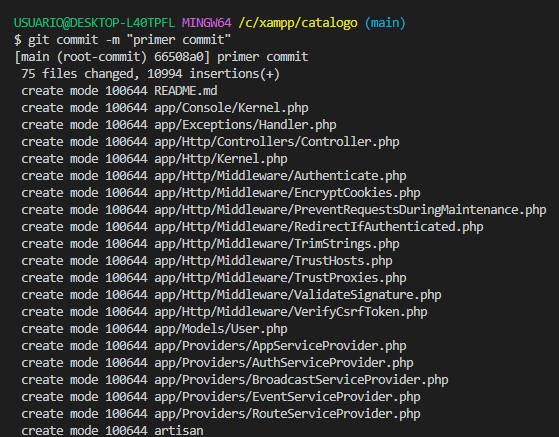 USUARIO@DESKTOP-L40TPFL MINGW64 /c/xampp/catalogo (main)
$ git commit -m "primer commit"
[main (root-commit) 66508a0] primer commit
 75 files changed, 10994 insertions(+)
 create mode 100644 README.md
 create mode 100644 app/Console/Kernel.php
 create mode 100644 app/Exceptions/Handler.php
 create mode 100644 app/Http/Controllers/Controller.php
 create mode 100644 app/Http/Kernel.php
 create mode 100644 app/Http/Middleware/Authenticate.php
 create mode 100644 app/Http/Middleware/EncryptCookies.php
 create mode 100644 app/Http/Middleware/PreventRequestsDuringMaintenance.php
 create mode 100644 app/Http/Middleware/RedirectIfAuthenticated.php
 create mode 100644 app/Http/Middleware/TrimStrings.php
 create mode 100644 app/Http/Middleware/TrustHosts.php
 create mode 100644 app/Http/Middleware/TrustProxies.php
 create mode 100644 app/Http/Middleware/ValidateSignature.php
 create mode 100644 app/Http/Middleware/VerifyCsrfToken.php
 create mode 100644 app/Models/User.php
 create mode 100644 app/Providers/AppServiceProvider.php
 create mode 100644 app/Providers/AuthServiceProvider.php
 create mode 100644 app/Providers/BroadcastServiceProvider.php
 create mode 100644 app/Providers/EventServiceProvider.php
 create mode 100644 app/Providers/RouteServiceProvider.php
 create mode 100644 artisan